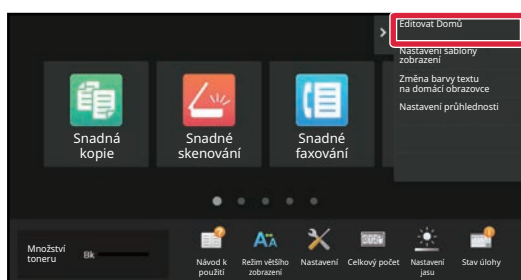 Editovat Domů
Nastavení šablony
zobrazení
Změna barvy textu
na domácí obrazovce
Nastavení průhlednosti
Snadná
kopie
Snadné
skenování
Snadné
faxování
Množství
toneru
Bk
Návod k
použití
Režim většího
zobrazení
Nastavení
Celkový počet
Nastavení
jasu
Stav úlohy